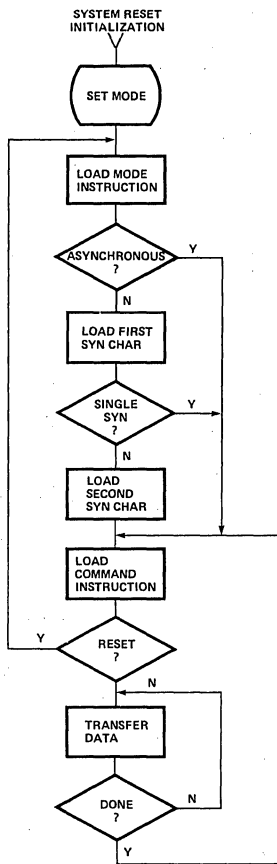 SYSTEM RESET
INITIALIZATION
SET MODE
LOAD MODE
INSTRUCTION
ASYNCHRONOUS
?
Y
N
LOAD FIRST
SYN CHAR
SINGLE
SYN
?
Y
N
LOAD
SECOND
SYN CHAR
LOAD
COMMAND
INSTRUCTION
Y
RESET
?
N
TRANSFER
DATA
N
DONE
?
Y